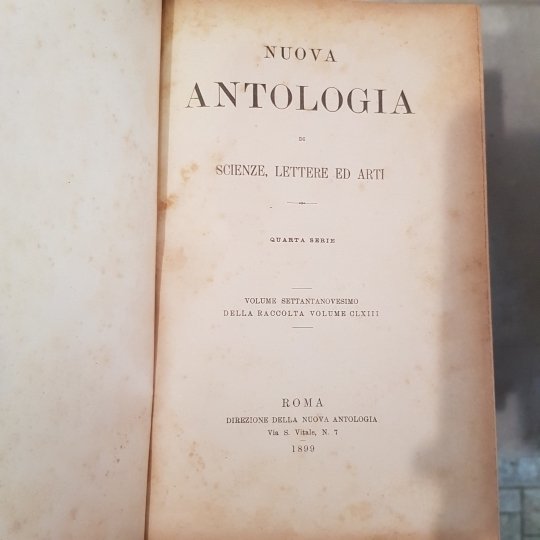 NUOVA
ANTOLOGIA
DI
SCIENZE, LETTERE ED ARTI
QUARTA SERIE
VOLUME SETTANTANOVESIMO
DELLA RACCOLTA VOLUME CLXIII
ROMA
DIREZIONE DELLA NUOVA ANTOLOGIA
Via S. Vitale, N. 7
1899